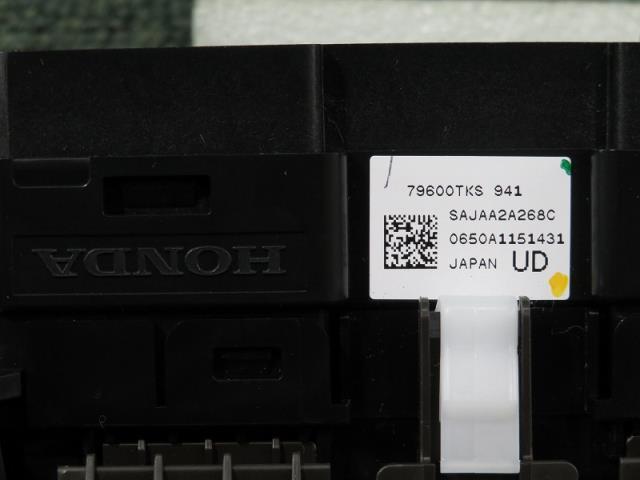 79600TKS 941
SAJAA2A268C
0650A1151431
JAPAN UD
HONDA